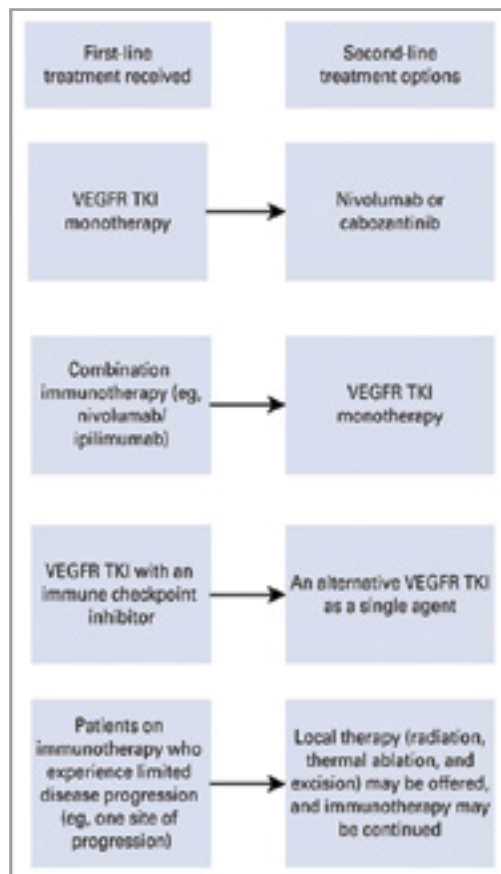 First-line
treatment received
Second-line
treatment options
VEGFR TKI
monotherapy
Nivolumab or
cabozantinib
Combination
immunotherapy (eg,
nivolumab/
ipilimumab)
VEGFR TKI
monotherapy
VEGFR TKI with an
immune checkpoint
inhibitor
An alternative VEGFR TKI
as a single agent
Patients on
immunotherapy who
experience limited
disease progression
(eg, one site of
progression)
Local therapy (radiation,
thermal ablation, and
excision) may be offered,
and immunotherapy may
be continued